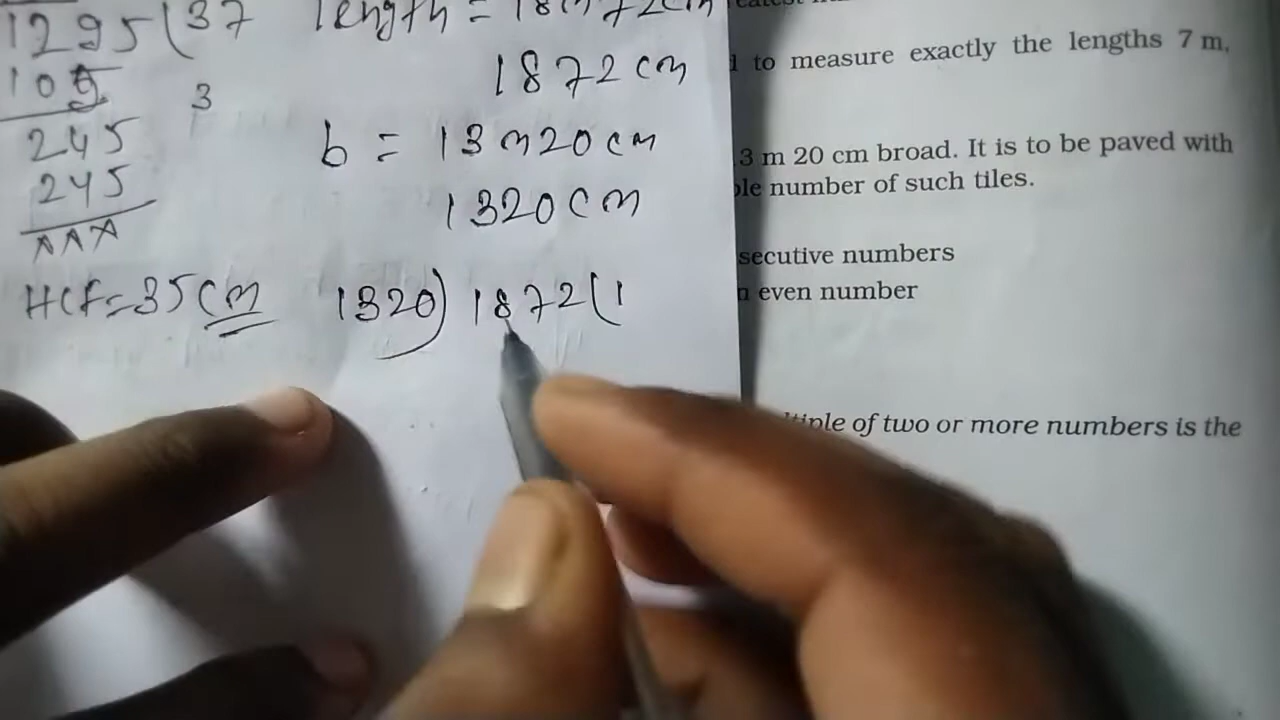 1295(37
105
3
245
245
HCF=35cm
length = 18m72cm
1872cm
b = 13m20cm
1320cm
1320)1872(1
to measure exactly the lengths 7 m,
3 m 20 cm broad. It is to be paved with
number of such tiles.
secutive numbers
even number
of two or more numbers is the